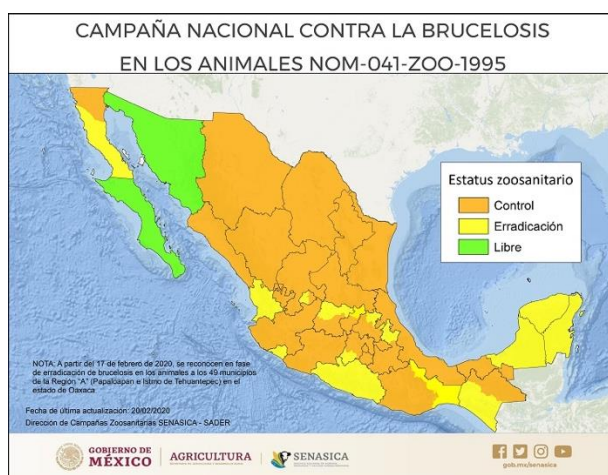 CAMPAÑA NACIONAL CONTRA LA BRUCELOSIS
EN LOS ANIMALES NOM-041-ZOO-1995
Estatus zoosanitario
Control
Erradicación
Libre
NOTA: A partir del 17 de febrero de 2020, se reconocen en fase
de erradicación de brucelosis en los animales a los 49 municipios
de la Región "A" (Papaloapan e Istmo de Tehuantepec) en el
estado de Oaxaca
Fecha de última actualización: 20/02/2020
Dirección de Campañas Zoosanitarias SENASICA - SADER
GOBIERNO DE
MÉXICO
AGRICULTURA
SENASICA
gob.mx/senasica